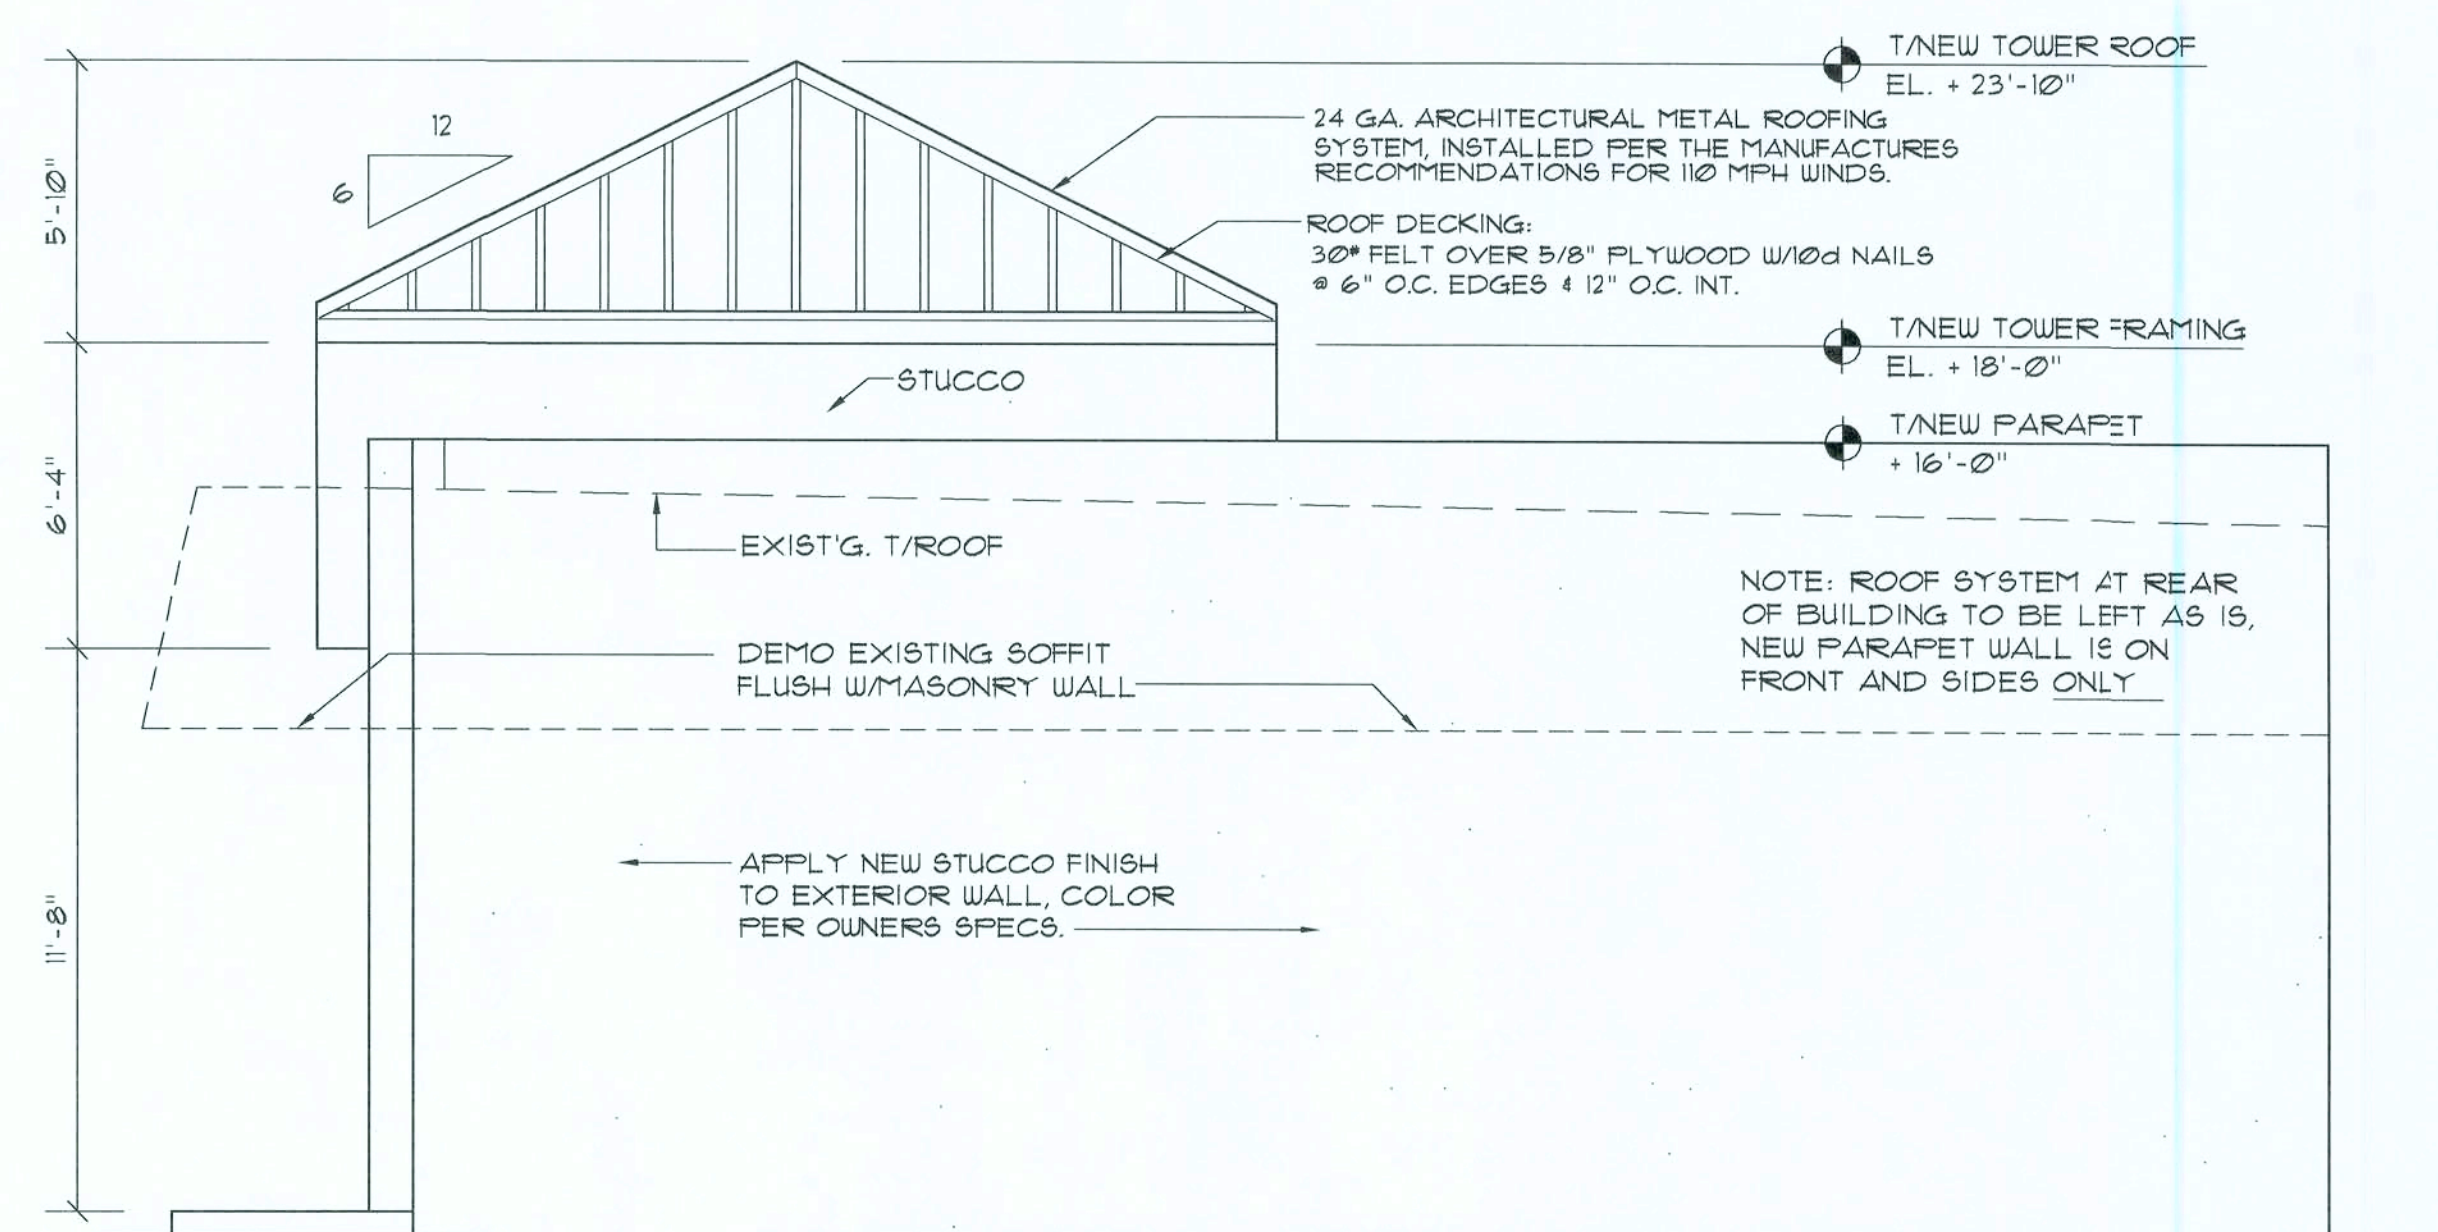 T/NEW TOWER ROOF
EL. + 23'-10"
12
6
5'-10"
24 GA. ARCHITECTURAL METAL ROOFING
SYSTEM, INSTALLED PER THE MANUFACTURES
RECOMMENDATIONS FOR 110 MPH WINDS.
ROOF DECKING:
30# FELT OVER 5/8" PLYWOOD W/10d NAILS
@ 6" O.C. EDGES & 12" O.C. INT.
T/NEW TOWER FRAMING
EL. + 18'-0"
STUCCO
T/NEW PARAPET
+ 16'-0"
6'-4"
EXIST'G. T/ROOF
NOTE: ROOF SYSTEM AT REAR
OF BUILDING TO BE LEFT AS IS,
NEW PARAPET WALL IS ON
FRONT AND SIDES ONLY
DEMO EXISTING SOFFIT
FLUSH W/MASONRY WALL
APPLY NEW STUCCO FINISH
TO EXTERIOR WALL, COLOR
PER OWNERS SPECS.
11'-8"